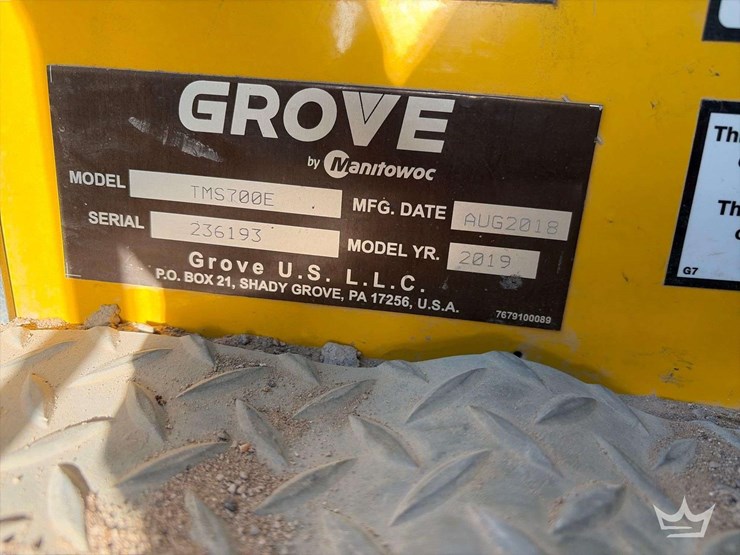 GROVE
by Manitowoc
MODEL TMS700E MFG. DATE AUG2018
SERIAL 236193 MODEL YR. 2019
Grove U.S. L.L.C.
P.O. BOX 21, SHADY GROVE, PA 17256, U.S.A.
7679100089
G7